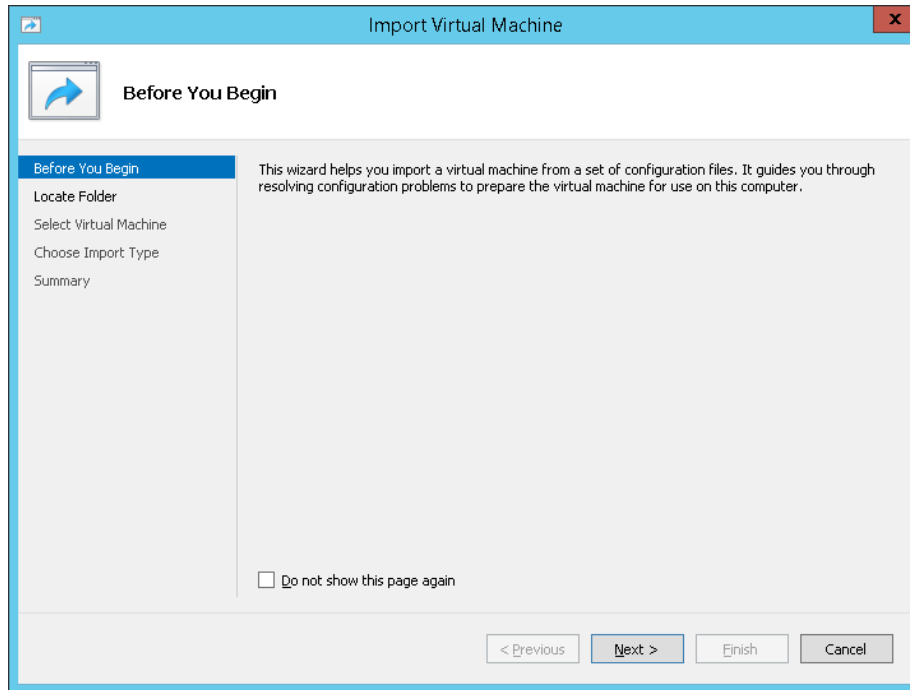 Import Virtual Machine
x
Before You Begin
Before You Begin
Locate Folder
Select Virtual Machine
Choose Import Type
Summary
This wizard helps you import a virtual machine from a set of configuration files. It guides you through
resolving configuration problems to prepare the virtual machine for use on this computer.
Do not show this page again
< Previous
Next >
Finish
Cancel